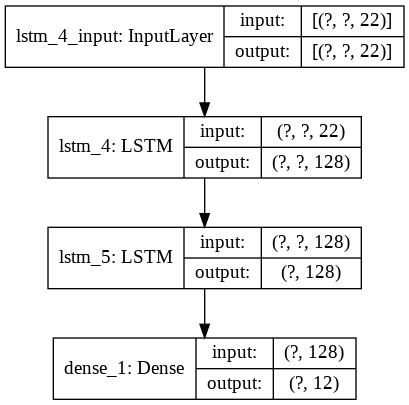 lstm_4_input: InputLayer
input: [(?, ?, 22)]
output: [(?, ?, 22)]
lstm_4: LSTM
input: (?, ?, 22)
output: (?, ?, 128)
lstm_5: LSTM
input: (?, ?, 128)
output: (?, 128)
dense_1: Dense
input: (?, 128)
output: (?, 12)